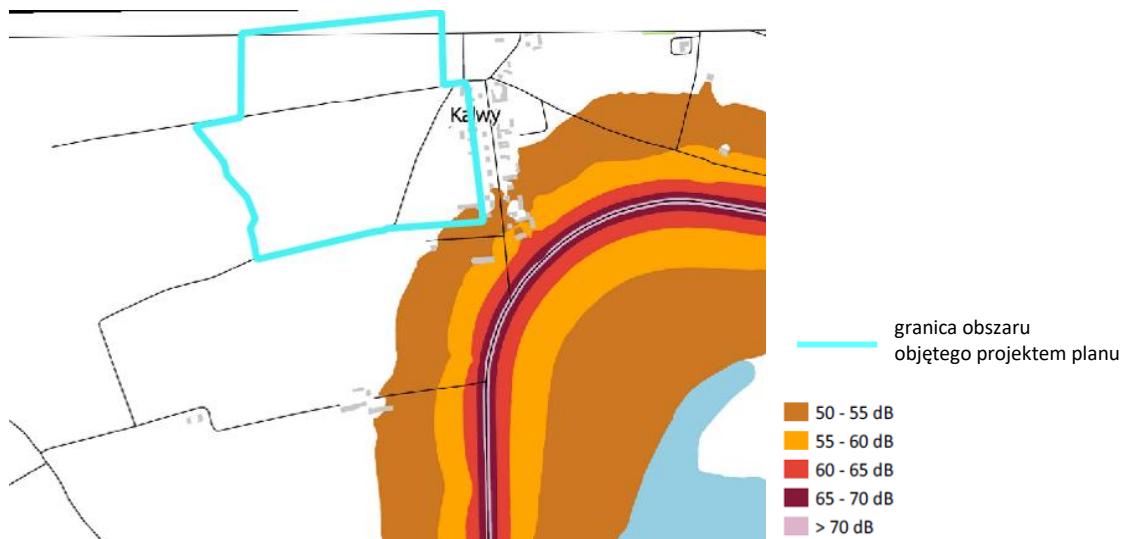 Kalwy
granica obszaru
objętego projektem planu
50 - 55 dB
55 - 60 dB
60 - 65 dB
65 - 70 dB
> 70 dB